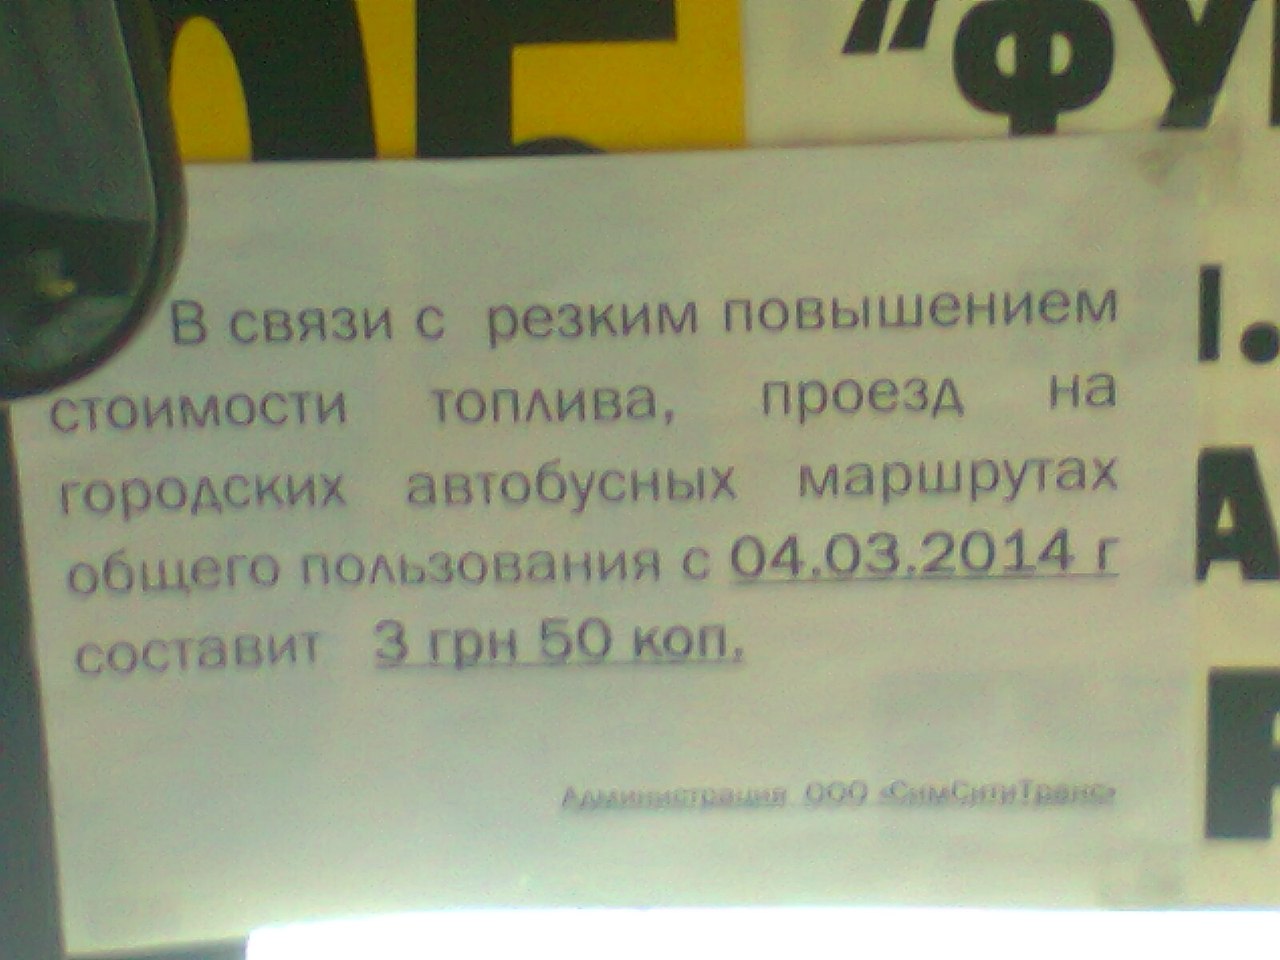 "ФУ
В связи с резким повышением
стоимости топлива, проезд на
городских автобусных маршрутах
общего пользования с 04.03.2014 г
составит 3 грн 50 коп.
Администрация ООО «СимСитиТранс»
І.
А